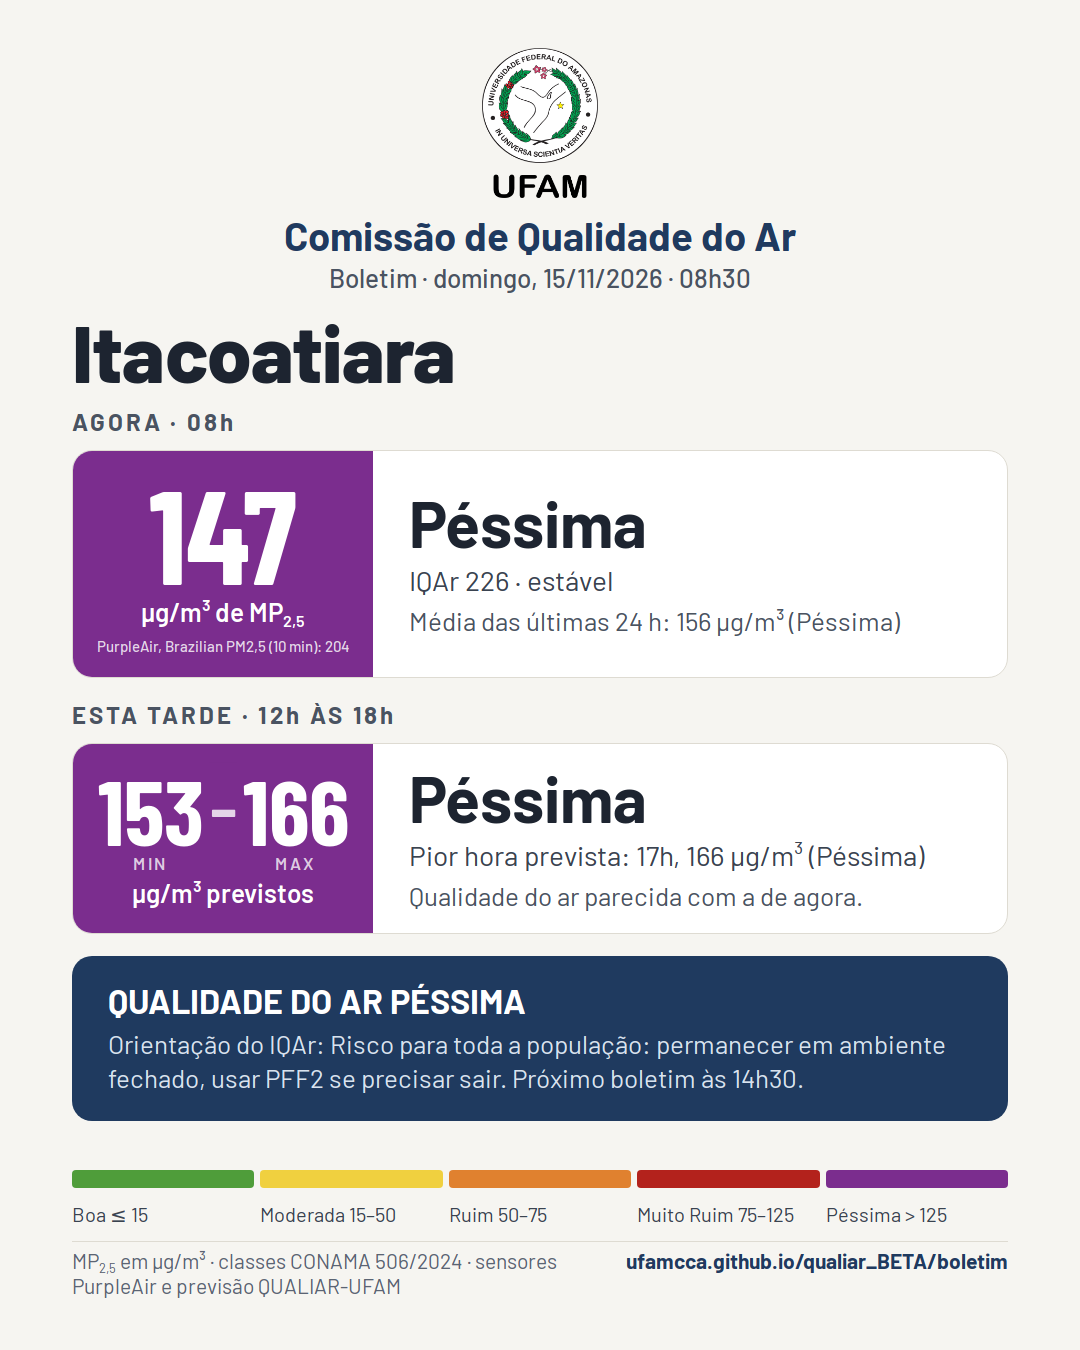 UNIVERSIDADE FEDERAL DO AMAZONAS
IN UNIVERSA SCIENTIA VERITAS
UFAM
Comissão de Qualidade do Ar
Boletim · domingo, 15/11/2026 · 08h30
Itacoatiara
AGORA · 08h
147
µg/m³ de MP2,5
PurpleAir, Brazilian PM2,5 (10 min): 204
Péssima
IQAr 226 · estável
Média das últimas 24 h: 156 µg/m³ (Péssima)
ESTA TARDE · 12h ÀS 18h
153 – 166
MIN MAX
µg/m³ previstos
Péssima
Pior hora prevista: 17h, 166 µg/m³ (Péssima)
Qualidade do ar parecida com a de agora.
QUALIDADE DO AR PÉSSIMA
Orientação do IQAr: Risco para toda a população: permanecer em ambiente
fechado, usar PFF2 se precisar sair. Próximo boletim às 14h30.
Boa ≤ 15
Moderada 15–50
Ruim 50–75
Muito Ruim 75–125
Péssima > 125
MP2,5 em µg/m³ · classes CONAMA 506/2024 · sensores
PurpleAir e previsão QUALIAR-UFAM
ufamcca.github.io/qualiar_BETA/boletim